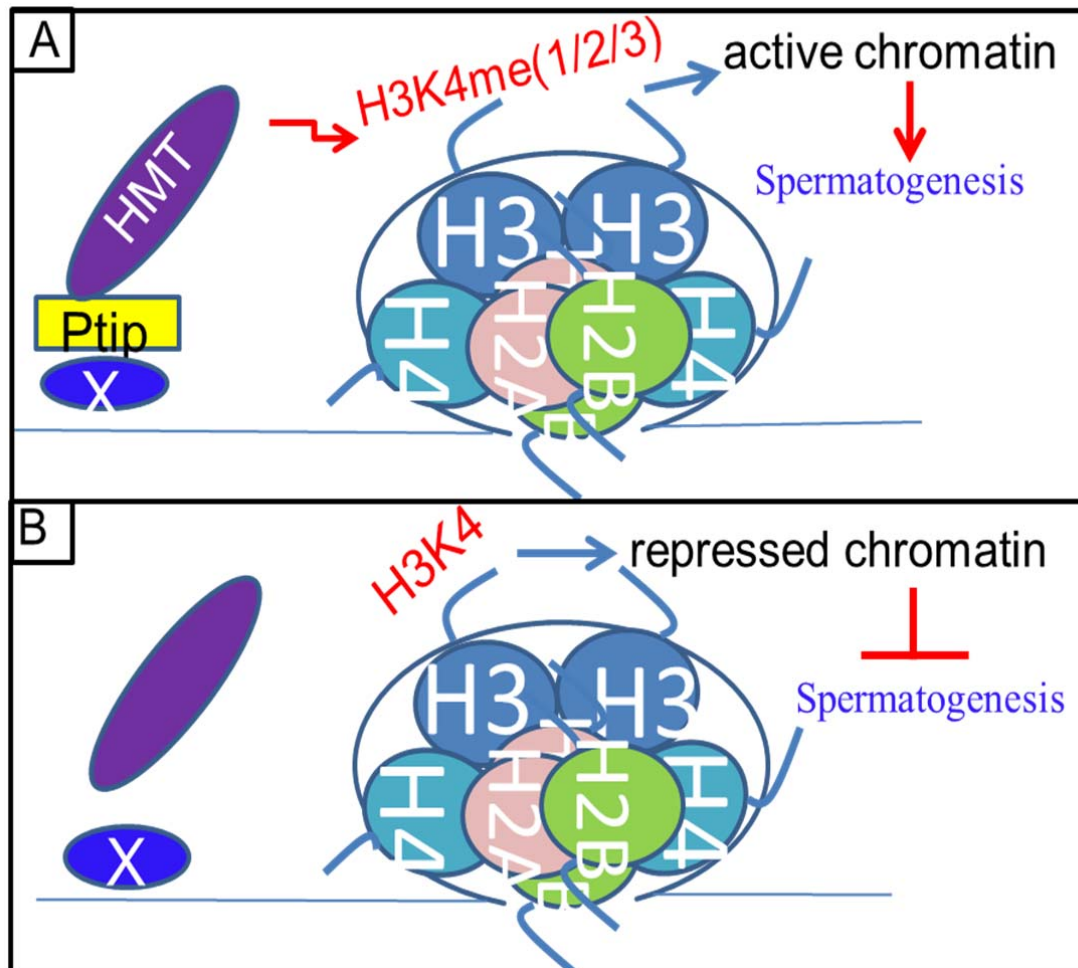 A
H3K4me(1/2/3)
active chromatin
HMT
Spermatogenesis
H3
H3
Ptip
H4
H2A
H2B
H4
X
B
H3K4
repressed chromatin
H3
H3
Spermatogenesis
H4
H2A
H2B
H4
X